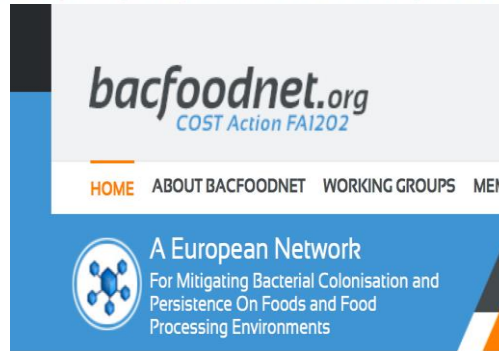 bacfoodnet.org
COST Action FA1202
HOME ABOUT BACFOODNET WORKING GROUPS
A European Network
For Mitigating Bacterial Colonisation and
Persistence On Foods and Food
Processing Environments